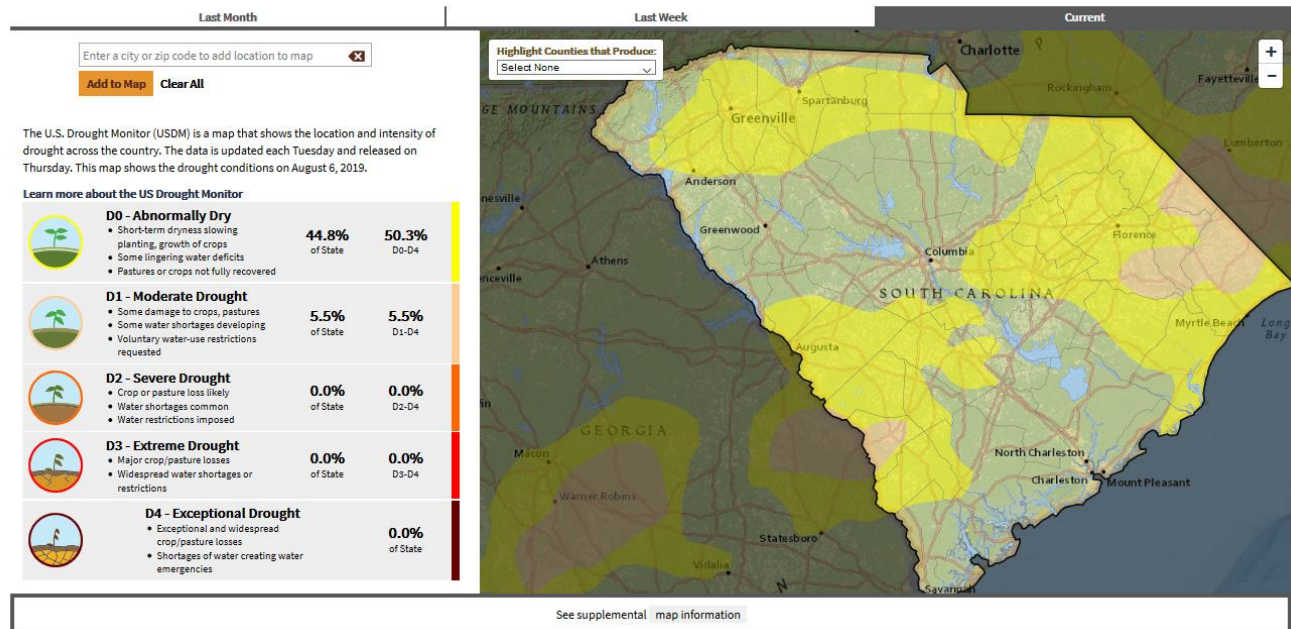 Last Month
Last Week
Current
Enter a city or zip code to add location to map
Add to Map Clear All
The U.S. Drought Monitor (USDM) is a map that shows the location and intensity of
drought across the country. The data is updated each Tuesday and released on
Thursday. This map shows the drought conditions on August 6, 2019.
Learn more about the US Drought Monitor
D0 - Abnormally Dry
• Short-term dryness slowing
planting, growth of crops
• Some lingering water deficits
• Pastures or crops not fully recovered
44.8%
of State
50.3%
D0-D4
D1 - Moderate Drought
• Some damage to crops, pastures
• Some water shortages developing
• Voluntary water-use restrictions
requested
5.5%
of State
5.5%
D1-D4
D2 - Severe Drought
• Crop or pasture loss likely
• Water shortages common
• Water restrictions imposed
0.0%
of State
0.0%
D2-D4
D3 - Extreme Drought
• Major crop/pasture losses
• Widespread water shortages or
restrictions
0.0%
of State
0.0%
D3-D4
D4 - Exceptional Drought
• Exceptional and widespread
crop/pasture losses
• Shortages of water creating water
emergencies
0.0%
of State
Highlight Counties that Produce:
Select None
+
−
Charlotte
Fayetteville
Rockingham
GE MOUNTAINS
Spartanburg
Greenville
Lumberton
Anderson
nesville
Greenwood
Florence
Columbia
Athens
enceville
SOUTH CAROLINA
Myrtle Beach
Long
Bay
Augusta
GEORGIA
Macon
North Charleston
Charleston
Mount Pleasant
Warner Robins
Statesboro
Vidalia
N
Savannah
See supplemental map information